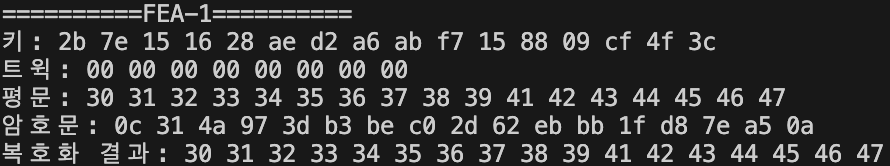 ==========FEA-1==========
키: 2b 7e 15 16 28 ae d2 a6 ab f7 15 88 09 cf 4f 3c
트윅: 00 00 00 00 00 00 00 00
평문: 30 31 32 33 34 35 36 37 38 39 41 42 43 44 45 46 47
암호문: 0c 31 4a 97 3d b3 be c0 2d 62 eb bb 1f d8 7e a5 0a
복호화 결과: 30 31 32 33 34 35 36 37 38 39 41 42 43 44 45 46 47